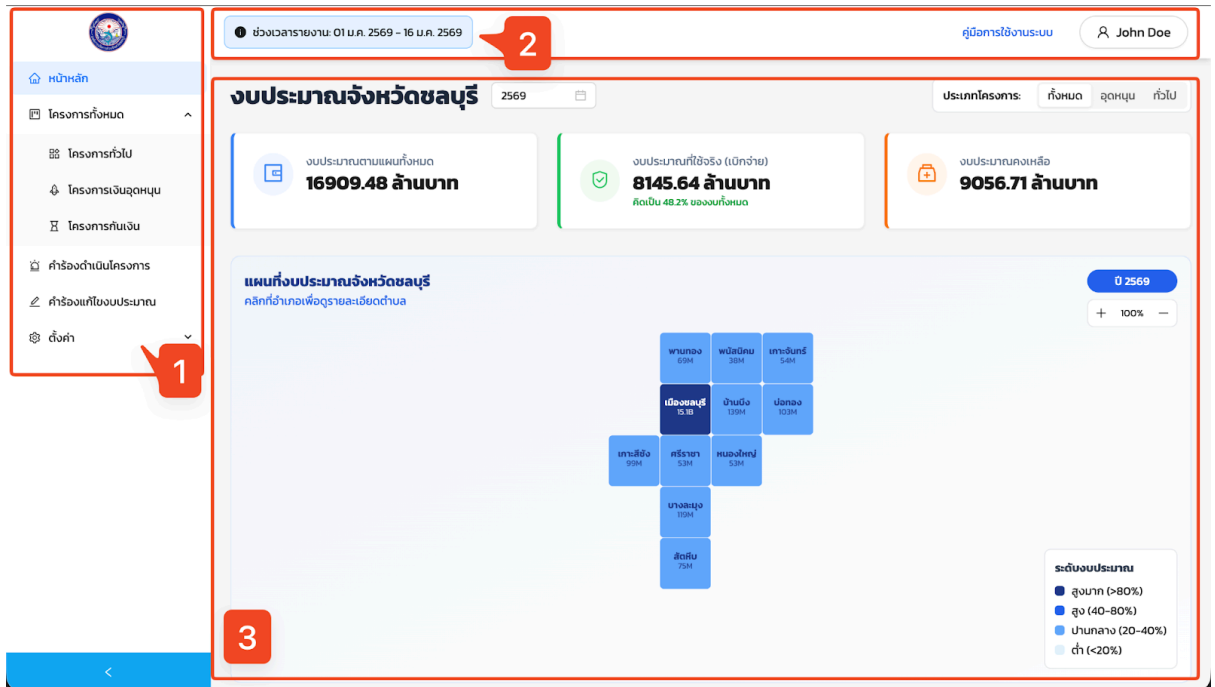 หน้าหลัก
โครงการทั้งหมด
โครงการทั่วไป
โครงการเงินอุดหนุน
โครงการกันเงิน
คำร้องดำเนินโครงการ
คำร้องแก้ไขงบประมาณ
ตั้งค่า
1
ช่วงเวลารายงาน: 01 ม.ค. 2569 - 16 ม.ค. 2569
2
คู่มือการใช้งานระบบ
John Doe
งบประมาณจังหวัดชลบุรี
2569
ประเภทโครงการ: ทั้งหมด อุดหนุน ทั่วไป
งบประมาณตามแผนทั้งหมด
16909.48 ล้านบาท
งบประมาณที่ใช้จริง (เบิกจ่าย)
8145.64 ล้านบาท
คิดเป็น 48.2% ของงบทั้งหมด
งบประมาณคงเหลือ
9056.71 ล้านบาท
แผนที่งบประมาณจังหวัดชลบุรี
คลิกที่อำเภอเพื่อดูรายละเอียดตำบล
ปี 2569
+ 100% −
พานทอง
69M
พนัสนิคม
38M
เกาะจันทร์
54M
เมืองชลบุรี
15.1B
บ้านบึง
139M
บ่อทอง
103M
เกาะสีชัง
99M
ศรีราชา
53M
หนองใหญ่
53M
บางละมุง
119M
สัตหีบ
75M
ระดับงบประมาณ
สูงมาก (>80%)
สูง (40-80%)
ปานกลาง (20-40%)
ต่ำ (<20%)
3